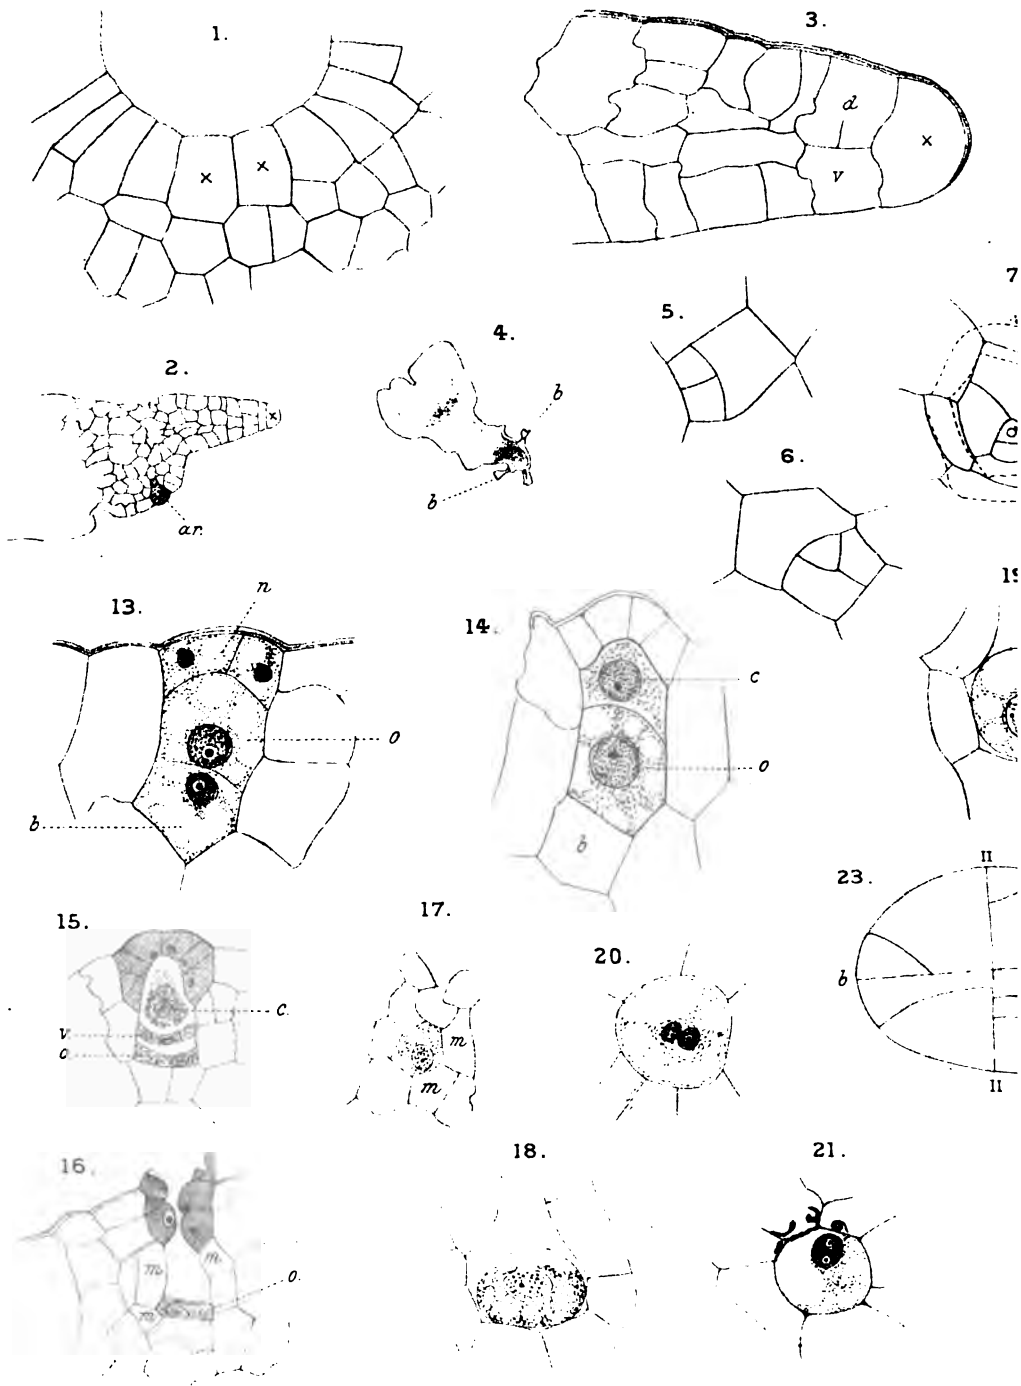 1.
3.
x
x
d
x
v
7
5.
4.
2.
b
x
b
ar.
6.
n
13.
14.
c
o
o
b
b
II
23.
17.
15.
20.
b
c.
v.
o.
m
m
II
18.
21.
16.
m
m
o.
m